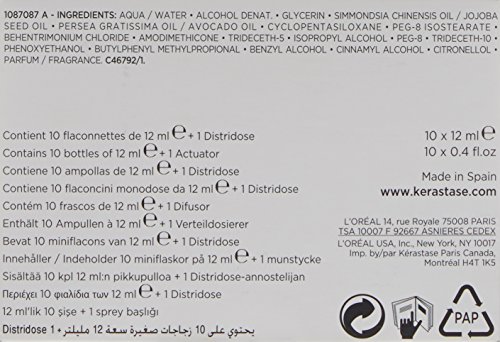 1087087 A - INGREDIENTS: AQUA / WATER • ALCOHOL DENAT. • GLYCERIN • SIMMONDSIA CHINENSIS OIL / JOJOBA
SEED OIL • PERSEA GRATISSIMA OIL / AVOCADO OIL • CYCLOPENTASILOXANE • PEG-8 ISOSTEARATE •
BEHENTRIMONIUM CHLORIDE • AMODIMETHICONE • TRIDECETH-5 • ISOPROPYL ALCOHOL • PEG-8 • TRIDECETH-10 •
PHENOXYETHANOL • BUTYLPHENYL METHYLPROPIONAL • BENZYL ALCOHOL • CINNAMYL ALCOHOL • CITRONELLOL •
PARFUM / FRAGRANCE. C46792/1.
Contient 10 flaconnettes de 12 ml e + 1 Distridose
Contains 10 bottles of 12 ml e + 1 Actuator
Contiene 10 ampollas de 12 ml e + 1 Distridose
Contiene 10 flaconcini monodose da 12 ml e + 1 Distridose
Contém 10 frascos de 12 ml e + 1 Difusor
Enthält 10 Ampullen à 12 ml e + 1 Verteildosierer
Bevat 10 miniflacons van 12 ml e + 1 Distridose
Innehåller / Indeholder 10 miniflaskor på 12 ml e + 1 munstycke
Sisältää 10 kpl 12 ml:n pikkupulloa + 1 Distridose-annostelijan
Περιέχει 10 φιαλίδια των 12 ml e + 1 Distridose
12 ml'lik 10 şişe + 1 sprey başlığı
يحتوي على 10 زجاجات صغيرة سعة 12 مليلتر + 1 Distridose
10 x 12 ml e
10 x 0.4 fl.oz
Made in Spain
www.kerastase.com
L'ORÉAL 14, rue Royale 75008 PARIS
TSA 10007 F 92667 ASNIERES CEDEX
L'ORÉAL USA, Inc., New York, NY 10017
Imp. by/par Kérastase Paris Canada,
Montréal H4T 1K5
PAP